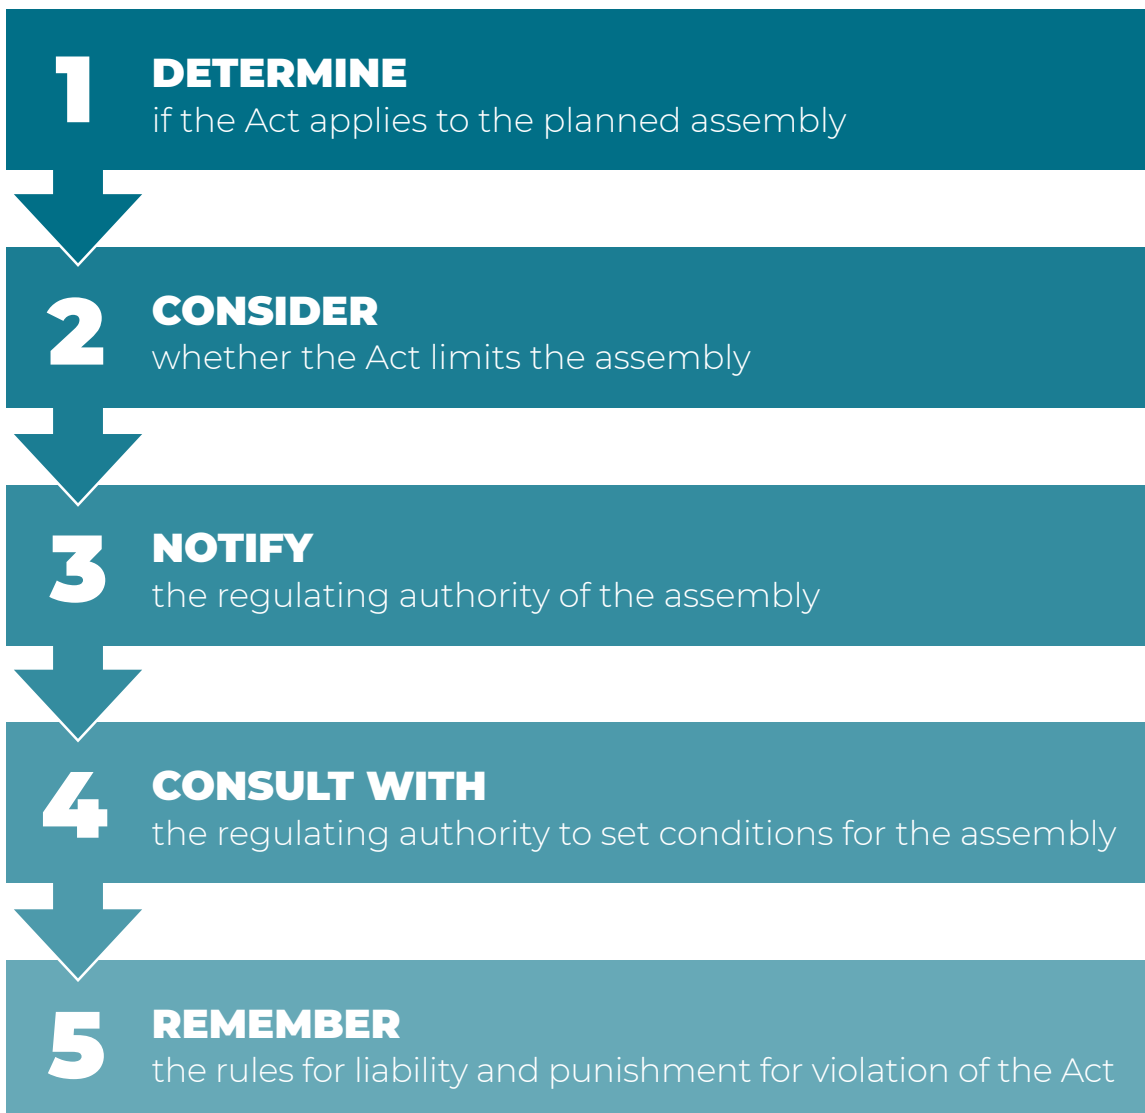 1
DETERMINE
if the Act applies to the planned assembly
2
CONSIDER
whether the Act limits the assembly
3
NOTIFY
the regulating authority of the assembly
4
CONSULT WITH
the regulating authority to set conditions for the assembly
5
REMEMBER
the rules for liability and punishment for violation of the Act